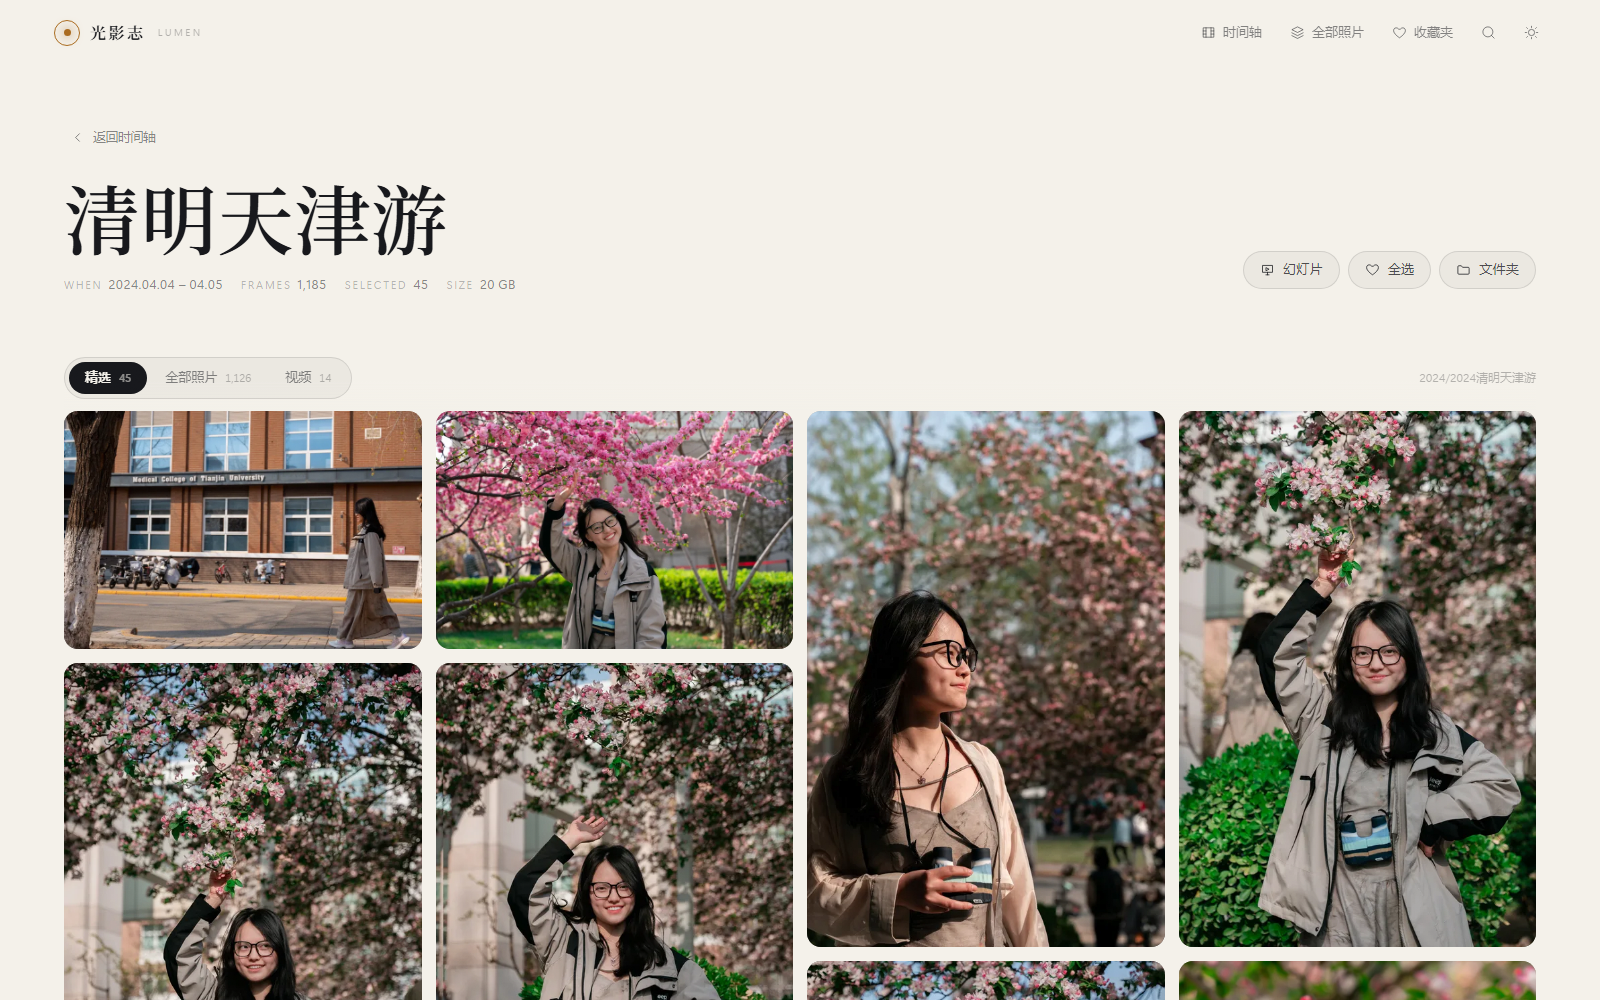 光影志 LUMEN
时间轴 全部照片 收藏夹
返回时间轴
清明天津游
WHEN 2024.04.04 – 04.05 FRAMES 1,185 SELECTED 45 SIZE 20 GB
幻灯片 全选 文件夹
精选 45 全部照片 1,126 视频 14
2024/2024清明天津游
Medical College of Tianjin University